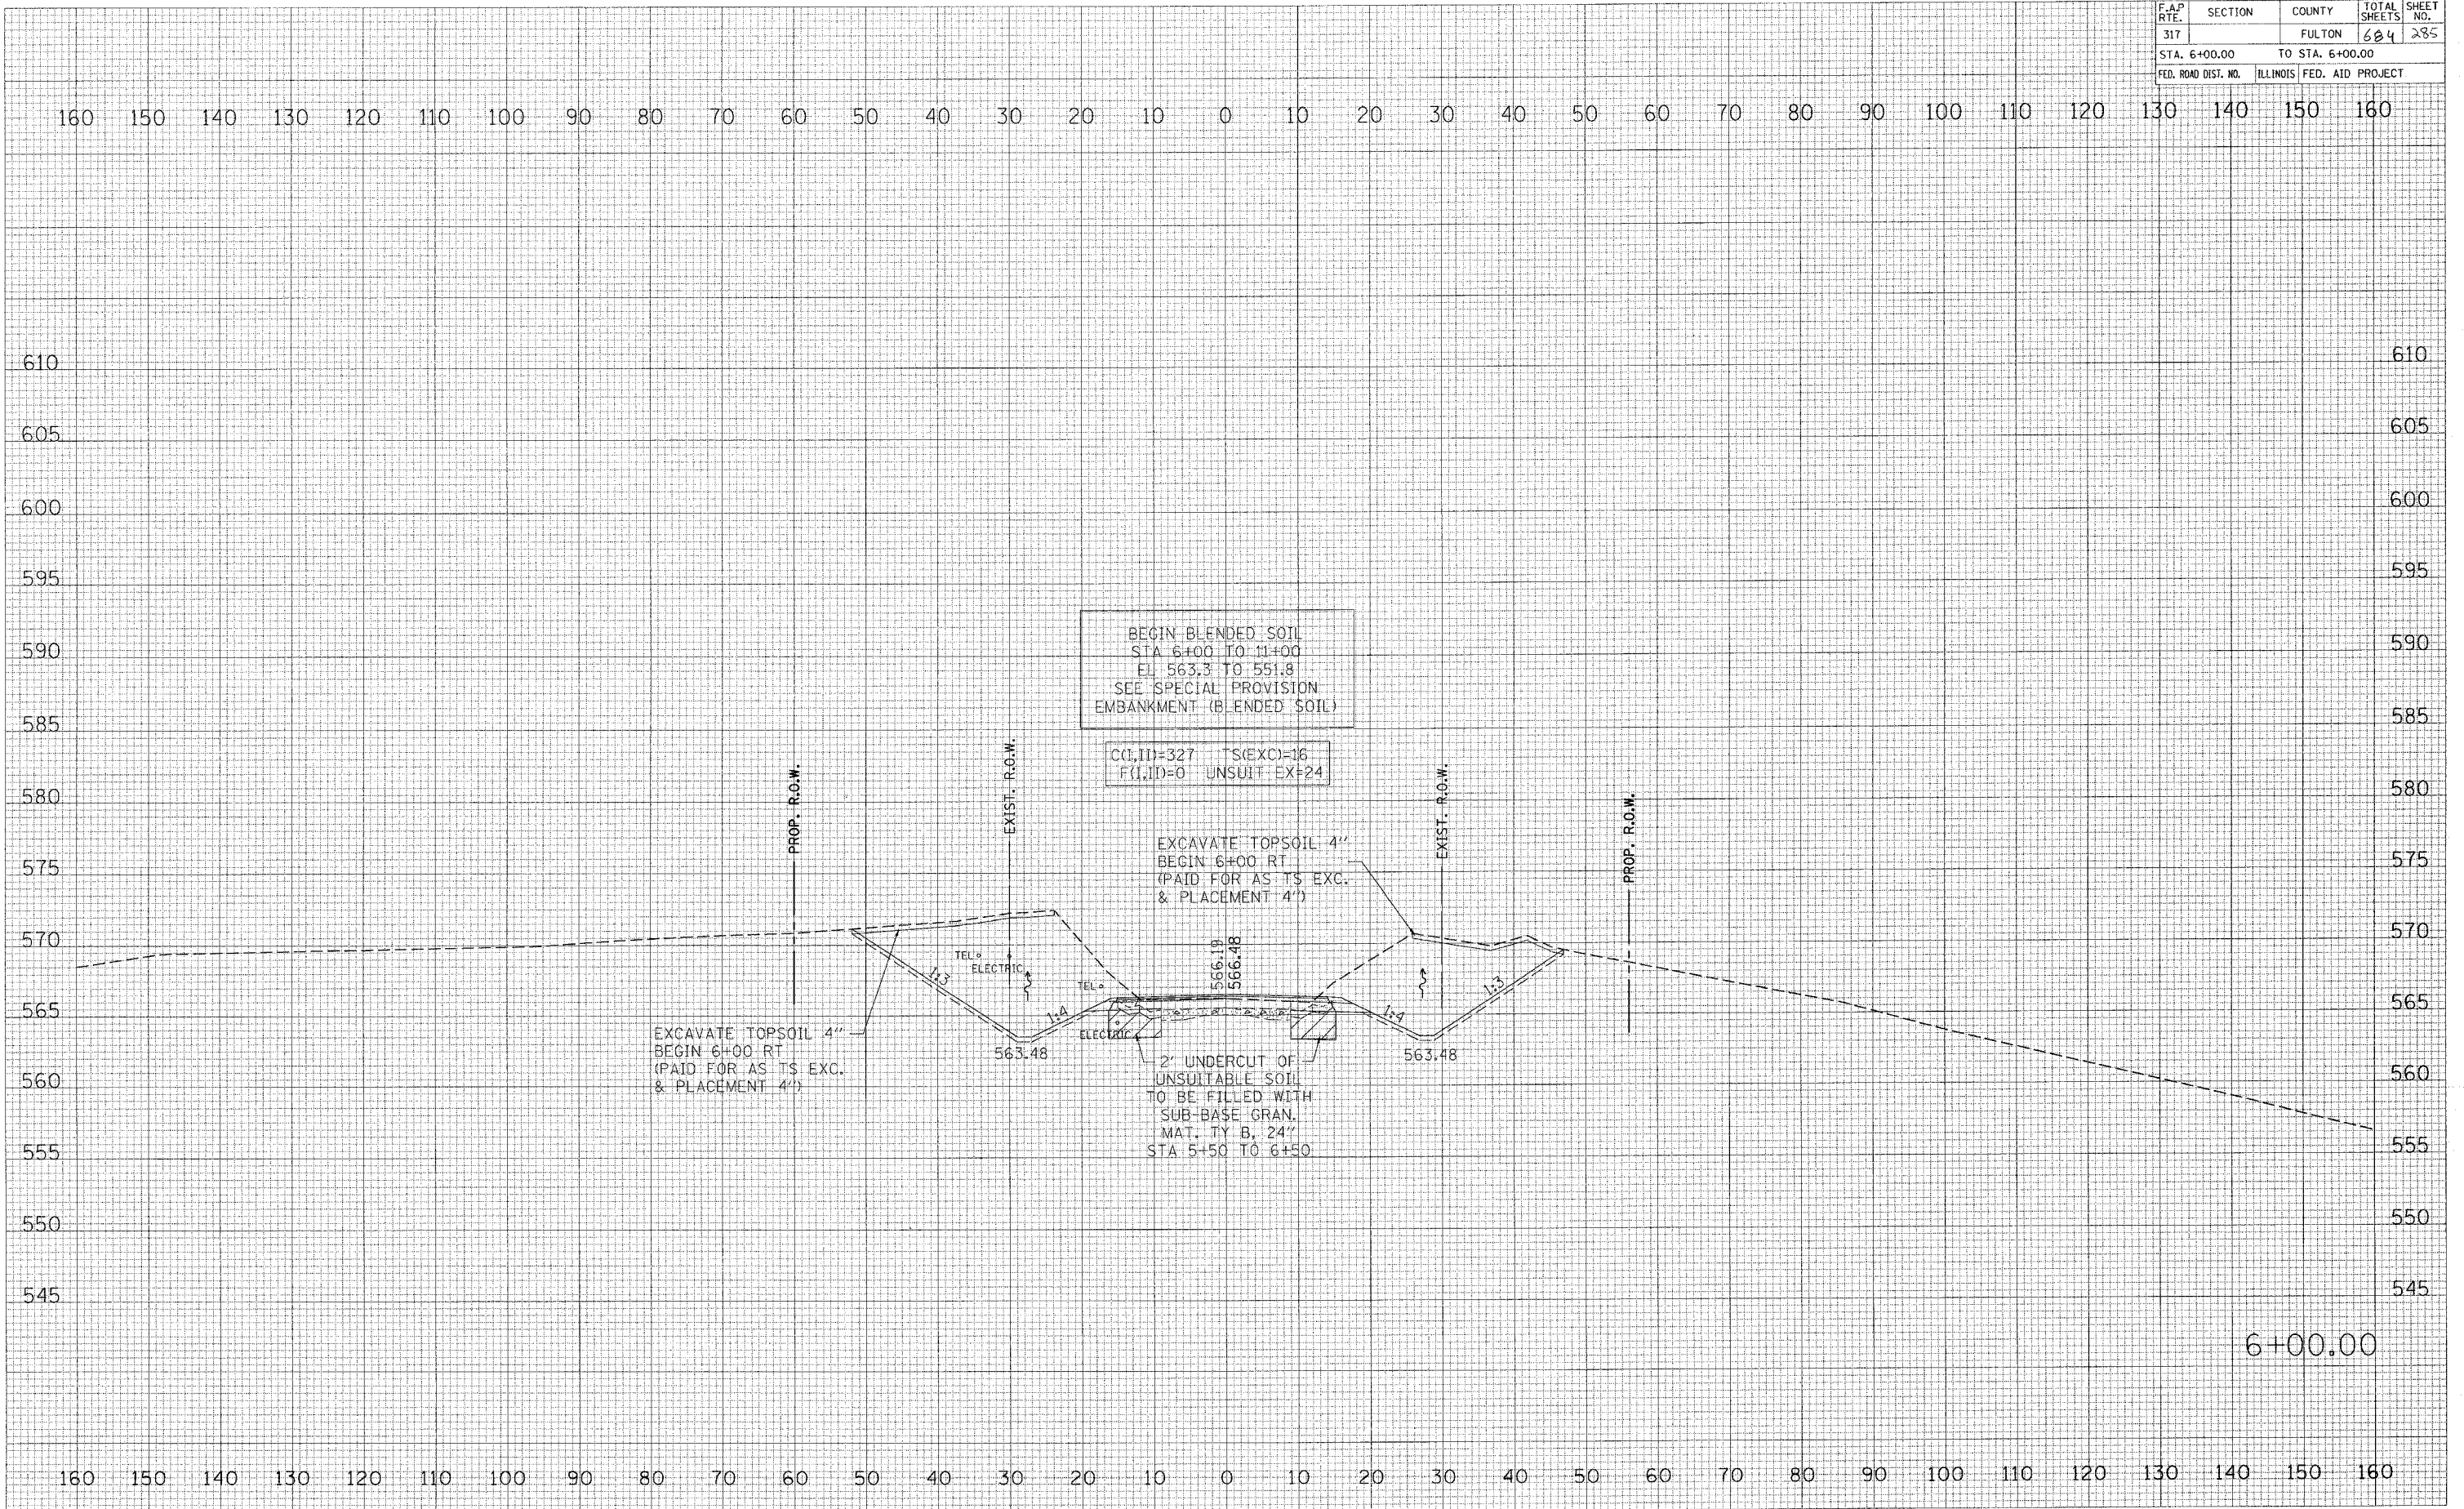 F.A.P RTE. SECTION COUNTY TOTAL SHEETS SHEET NO.
317 FULTON 684 285
STA. 6+00.00 TO STA. 6+00.00
FED. ROAD DIST. NO. ILLINOIS FED. AID PROJECT
160 150 140 130 120 110 100 90 80 70 60 50 40 30 20 10 0 10 20 30 40 50 60 70 80 90 100 110 120 130 140 150 160
610 610
605 605
600 600
595 595
590 590
585 585
580 580
575 575
570 570
565 565
560 560
555 555
550 550
545 545
BEGIN BLENDED SOIL
STA 6+00 TO 11+00
EL 563.3 TO 551.8
SEE SPECIAL PROVISION
EMBANKMENT (BLENDED SOIL)
C(I,II)=327 TS(EXC)=16
F(I,II)=0 UNSUIT EX=24
PROP. R.O.W.
EXIST. R.O.W.
EXIST. R.O.W.
PROP. R.O.W.
EXCAVATE TOPSOIL 4"
BEGIN 6+00 RT
(PAID FOR AS TS EXC.
& PLACEMENT 4")
566.19
566.48
TEL
ELECTRIC
TEL
ELECTRIC
1:3
1:4
1:4
1:3
563.48
563.48
EXCAVATE TOPSOIL 4"
BEGIN 6+00 RT
(PAID FOR AS TS EXC.
& PLACEMENT 4")
2' UNDERCUT OF
UNSUITABLE SOIL
TO BE FILLED WITH
SUB-BASE GRAN.
MAT. TY B, 24"
STA 5+50 TO 6+50
6+00.00
160 150 140 130 120 110 100 90 80 70 60 50 40 30 20 10 0 10 20 30 40 50 60 70 80 90 100 110 120 130 140 150 160